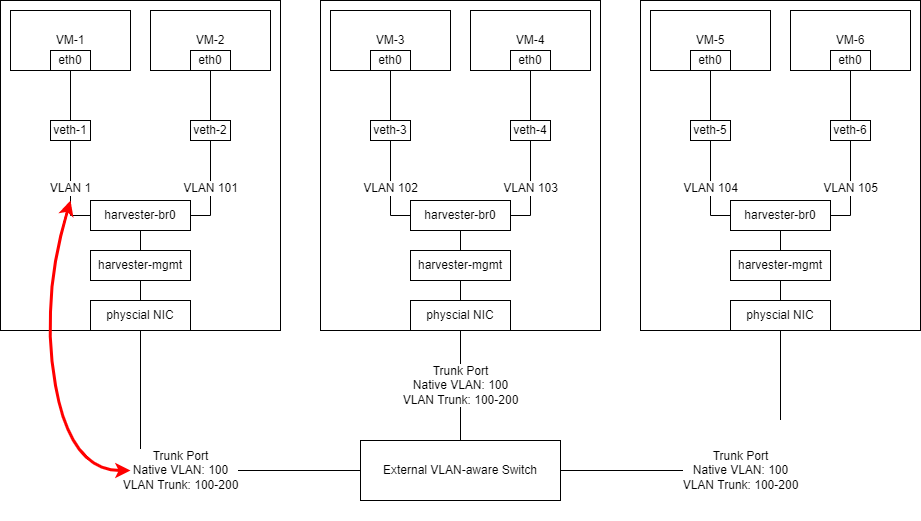 VM-1
VM-2
VM-3
VM-4
VM-5
VM-6
eth0
eth0
eth0
eth0
eth0
eth0
veth-1
veth-2
veth-3
veth-4
veth-5
veth-6
VLAN 1
VLAN 101
VLAN 102
VLAN 103
VLAN 104
VLAN 105
harvester-br0
harvester-br0
harvester-br0
harvester-mgmt
harvester-mgmt
harvester-mgmt
physcial NIC
physcial NIC
physcial NIC
Trunk Port
Native VLAN: 100
VLAN Trunk: 100-200
Trunk Port
Native VLAN: 100
VLAN Trunk: 100-200
External VLAN-aware Switch
Trunk Port
Native VLAN: 100
VLAN Trunk: 100-200